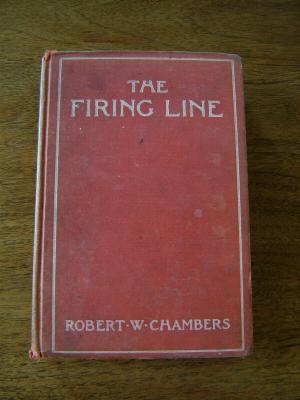 THE
FIRING LINE
ROBERT·W·CHAMBERS